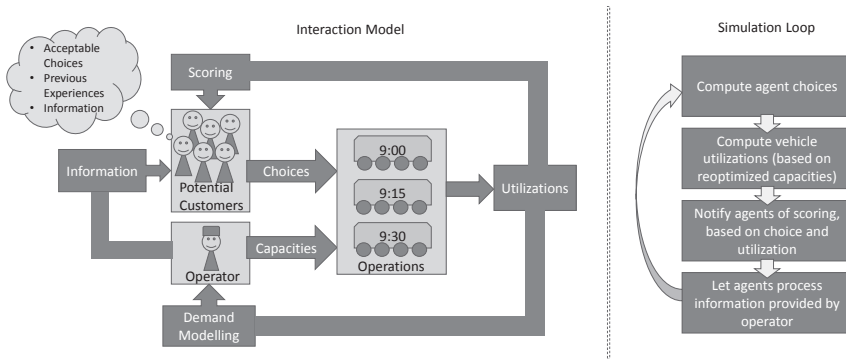 Interaction Model
• Acceptable
Choices
• Previous
Experiences
• Information
Scoring
Information
Potential
Customers
Choices
9:00
9:15
9:30
Operations
Utilizations
Operator
Capacities
Demand
Modelling
Simulation Loop
Compute agent choices
Compute vehicle
utilizations (based on
reoptimized capacities)
Notify agents of scoring,
based on choice and
utilization
Let agents process
information provided by
operator